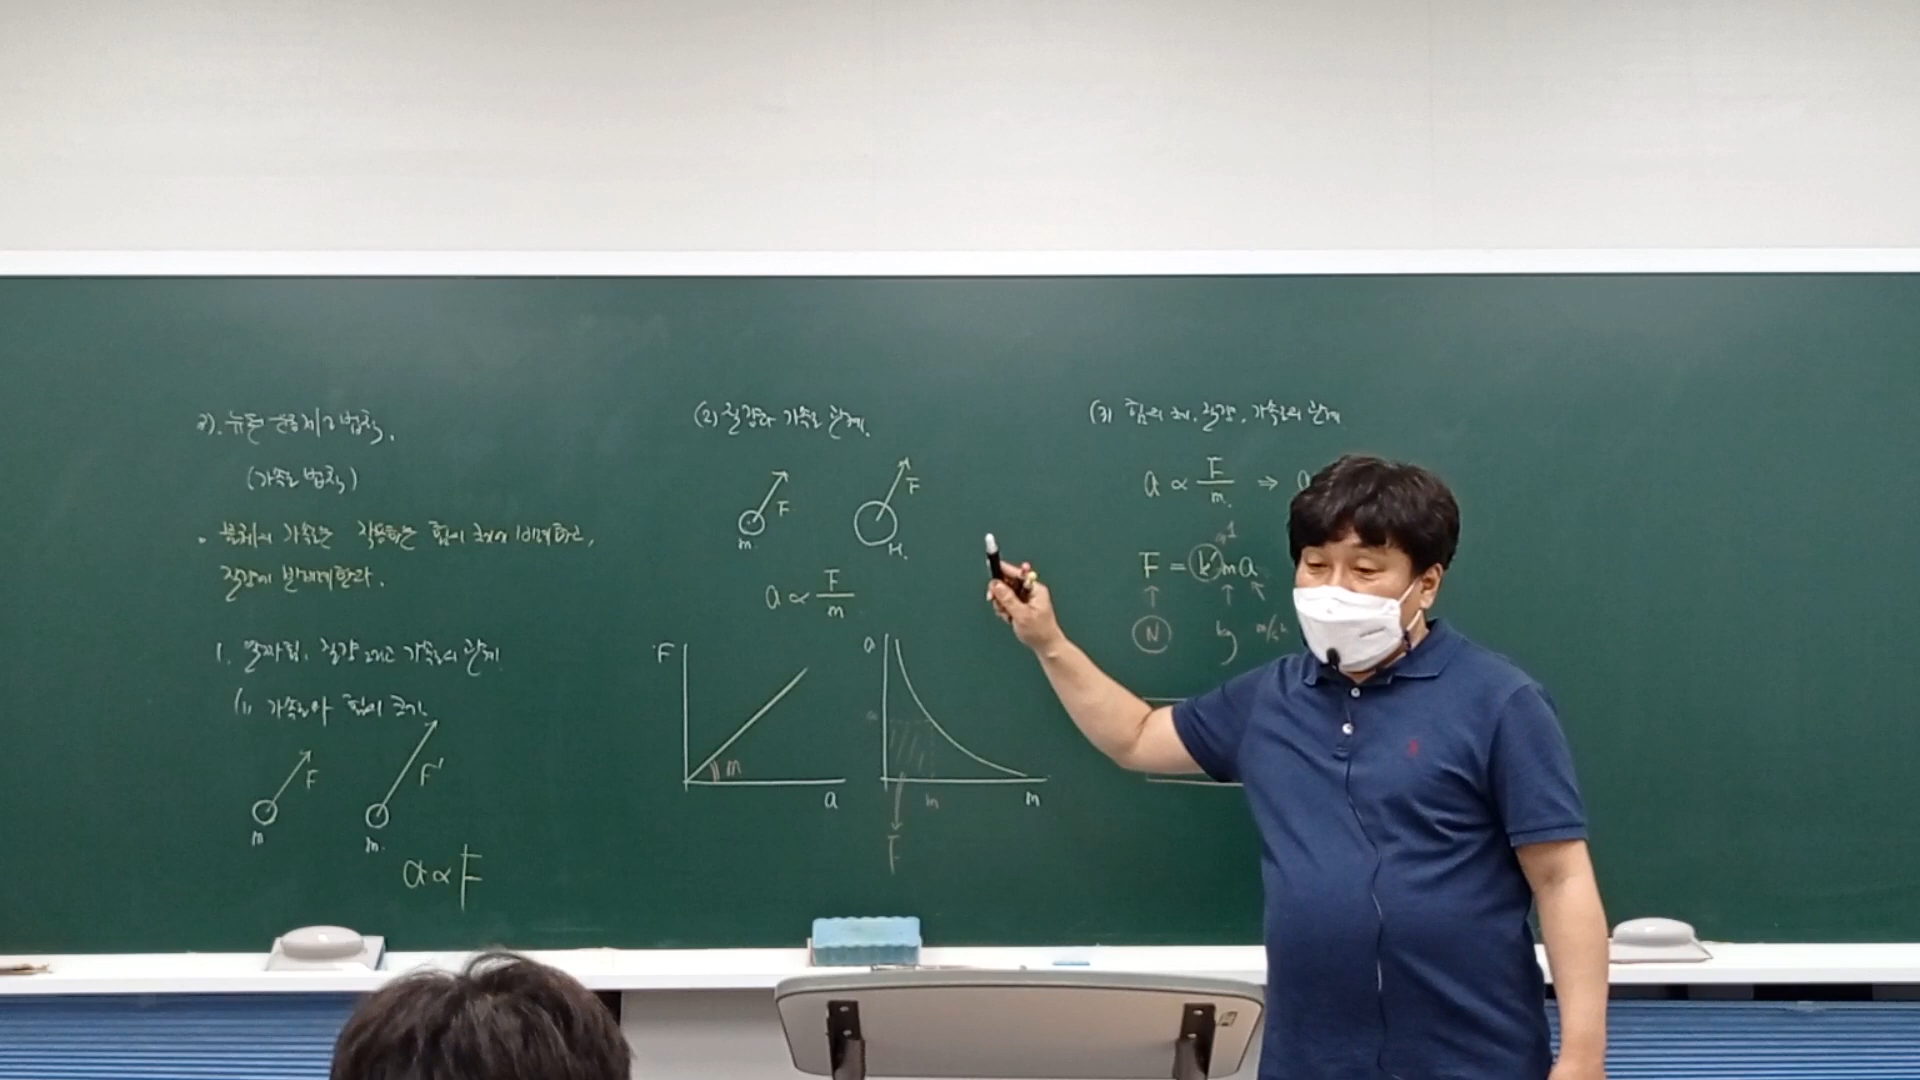 2). 뉴턴 운동 제2법칙.
(가속도 법칙)
· 물체의 가속도는 작용하는 힘의 크기에 비례하고,
질량에 반비례한다.
1. 알짜힘, 질량 그리고 가속도의 관계
(1) 가속도와 힘의 크기
F
m
F'
m
a ∝ F
(2) 질량과 가속도 관계.
F
m
F
M
a ∝ F/m
F
m
a
a
m
m
F
(3) 힘의 크기, 질량, 가속도의 관계
a ∝ F/m ⇒ a
F = k'ma
N
kg